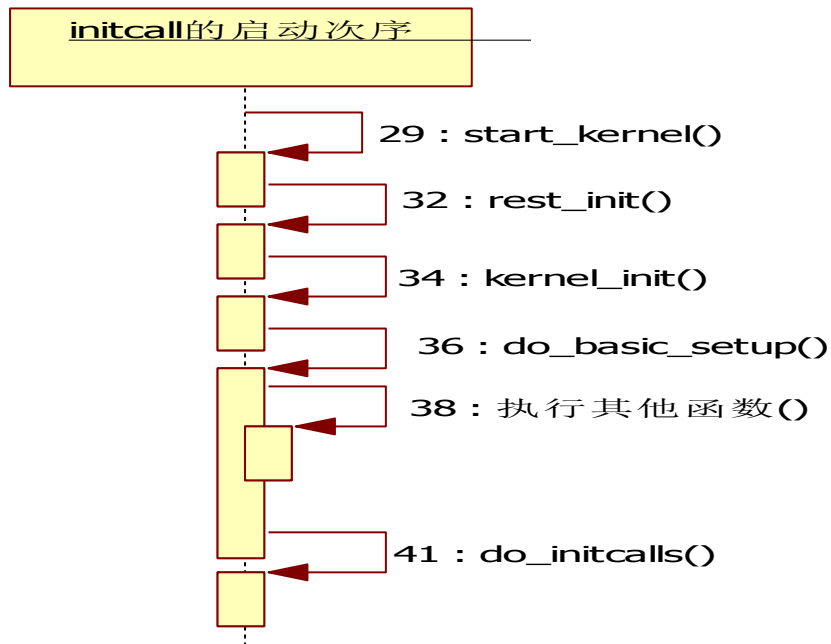 initcall的启动次序
29 : start_kernel()
32 : rest_init()
34 : kernel_init()
36 : do_basic_setup()
38 : 执行其他函数()
41 : do_initcalls()